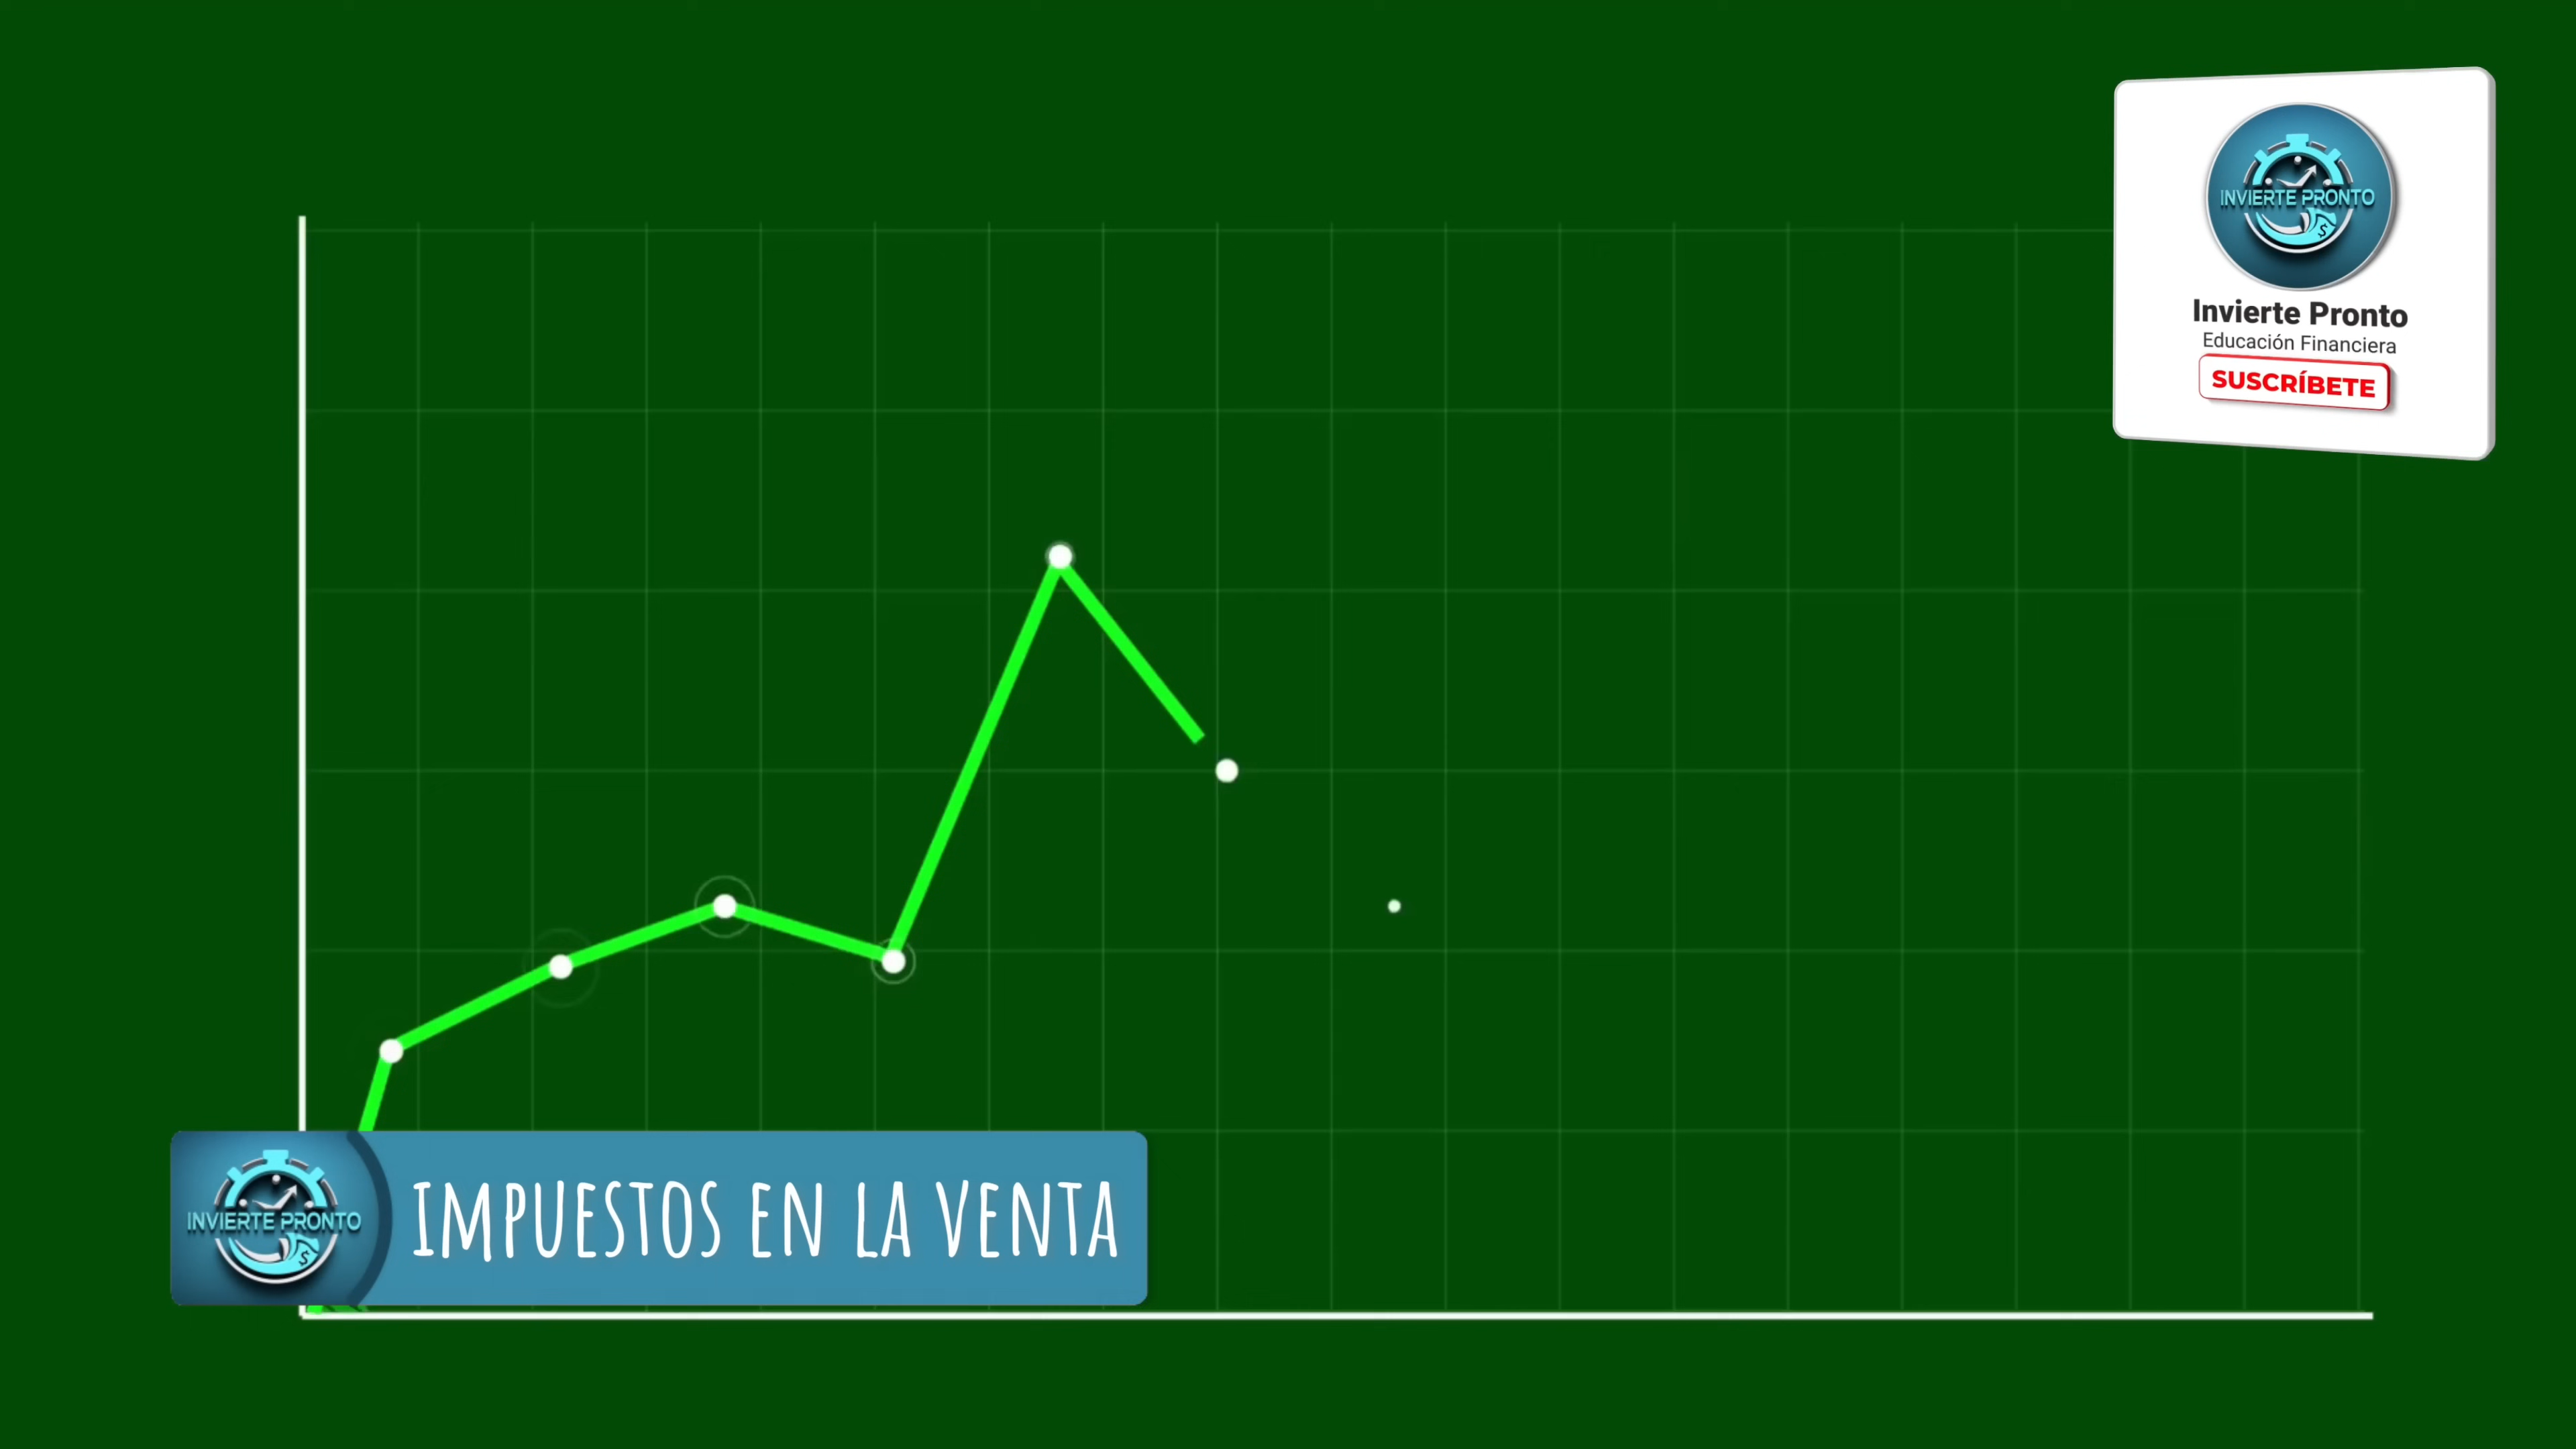 INVIERTE PRONTO
Invierte Pronto
Educación Financiera
SUSCRÍBETE
INVIERTE PRONTO
IMPUESTOS EN LA VENTA